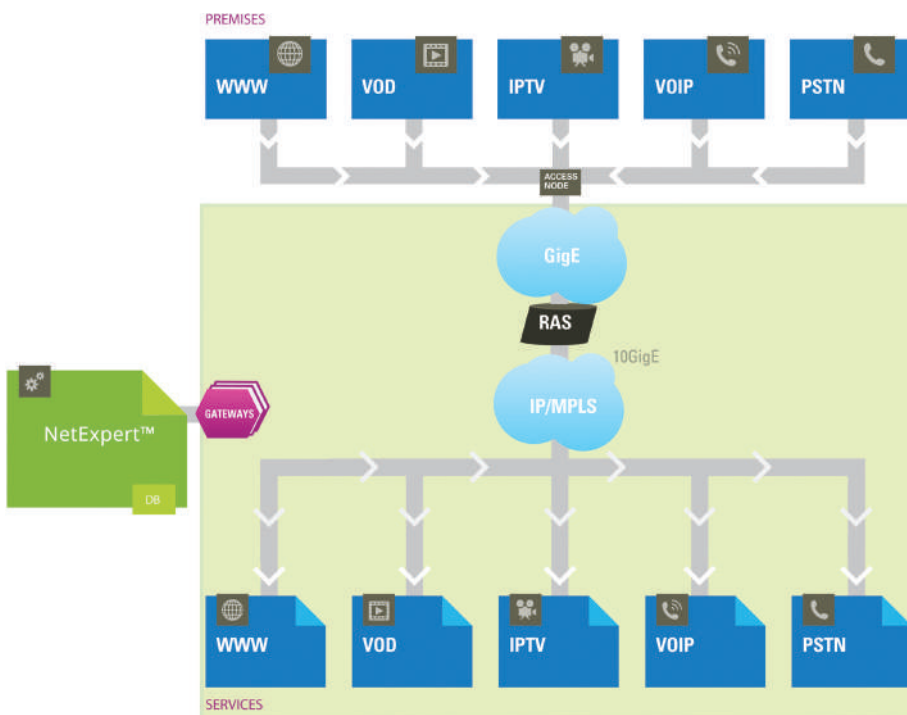 PREMISES
WWW
VOD
IPTV
VOIP
PSTN
ACCESS
NODE
GigE
RAS
10GigE
IP/MPLS
GATEWAYS
NetExpert™
DB
WWW
VOD
IPTV
VOIP
PSTN
SERVICES